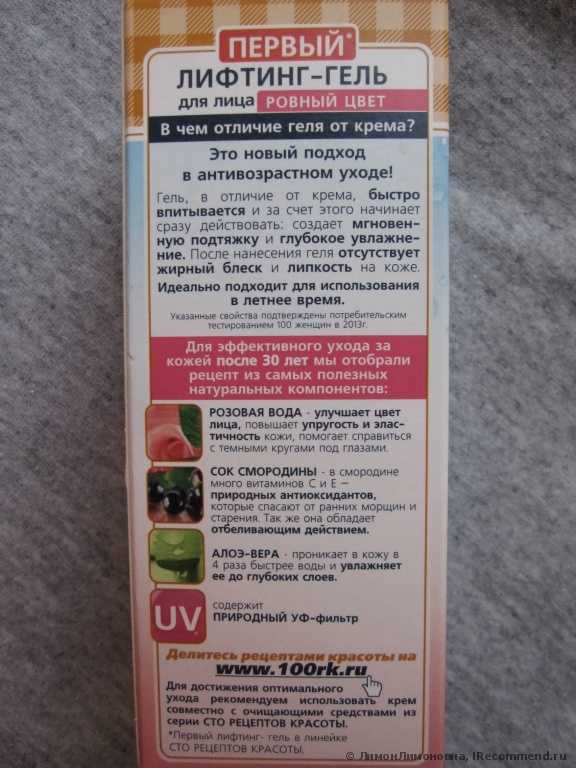 ПЕРВЫЙ*
ЛИФТИНГ-ГЕЛЬ
для лица РОВНЫЙ ЦВЕТ
В чем отличие геля от крема?
Это новый подход
в антивозрастном уходе!
Гель, в отличие от крема, быстро
впитывается и за счет этого начинает
сразу действовать: создает мгновен-
ную подтяжку и глубокое увлажне-
ние. После нанесения геля отсутствует
жирный блеск и липкость на коже.
Идеально подходит для использования
в летнее время.
Указанные свойства подтверждены потребительским
тестированием 100 женщин в 2013г.
Для эффективного ухода за
кожей после 30 лет мы отобрали
рецепт из самых полезных
натуральных компонентов:
РОЗОВАЯ ВОДА - улучшает цвет
лица, повышает упругость и элас-
тичность кожи, помогает справиться
с темными кругами под глазами.
СОК СМОРОДИНЫ - в смородине
много витаминов С и Е –
природных антиоксидантов,
которые спасают от ранних морщин и
старения. Так же она обладает
отбеливающим действием.
АЛОЭ-ВЕРА - проникает в кожу в
4 раза быстрее воды и увлажняет
ее до глубоких слоев.
UV
содержит
ПРИРОДНЫЙ УФ-фильтр
Делитесь рецептами красоты на
www.100rk.ru
Для достижения оптимального
ухода рекомендуем использовать крем
совместно с очищающими средствами из
серии СТО РЕЦЕПТОВ КРАСОТЫ.
*Первый лифтинг- гель в линейке
СТО РЕЦЕПТОВ КРАСОТЫ.
© ЛимонЛимоновна, IRecommend.ru